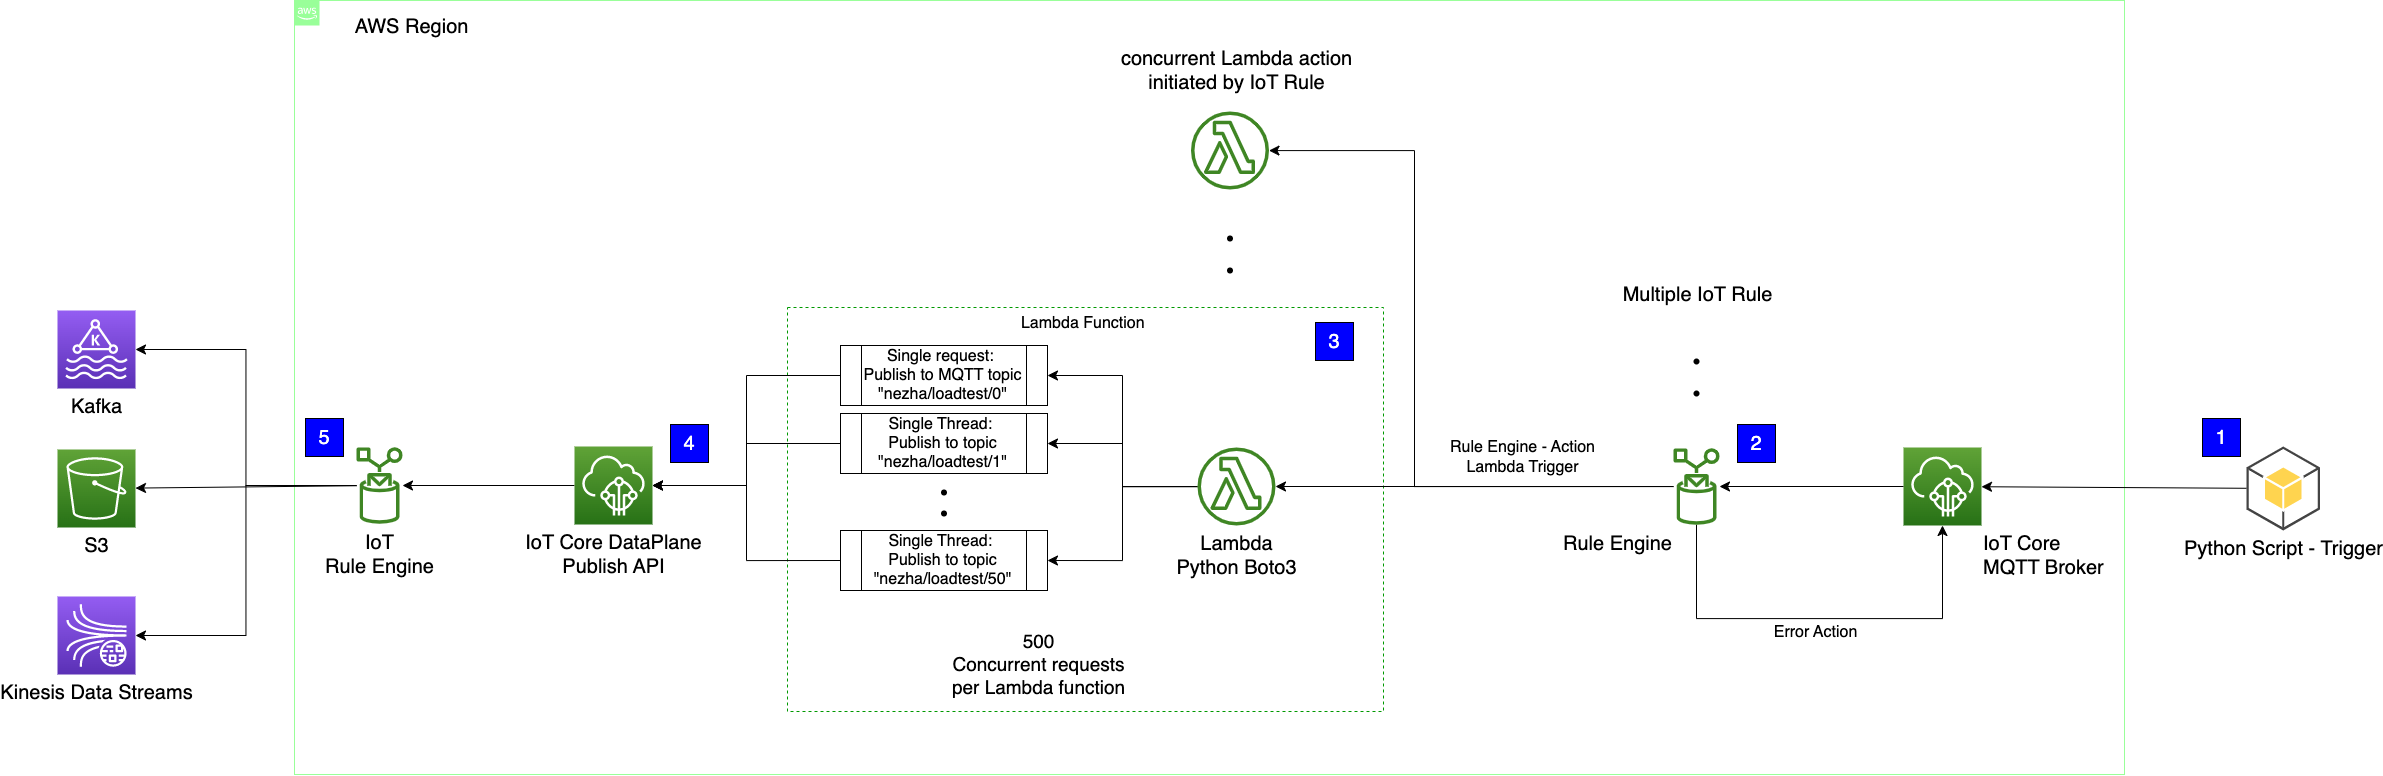 aws
AWS Region
concurrent Lambda action
initiated by IoT Rule
Multiple IoT Rule
Lambda Function
3
Single request:
Publish to MQTT topic
"nezha/loadtest/0"
Single Thread:
Publish to topic
"nezha/loadtest/1"
Single Thread:
Publish to topic
"nezha/loadtest/50"
500
Concurrent requests
per Lambda function
K
Kafka
S3
Kinesis Data Streams
5
IoT
Rule Engine
4
IoT Core DataPlane
Publish API
Lambda
Python Boto3
Rule Engine - Action
Lambda Trigger
2
Rule Engine
Error Action
IoT Core
MQTT Broker
1
Python Script - Trigger